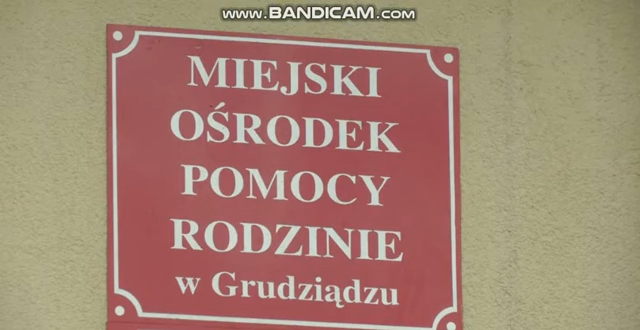 www.BANDICAM.com
MIEJSKI
OŚRODEK
POMOCY
RODZINIE
w Grudziądzu